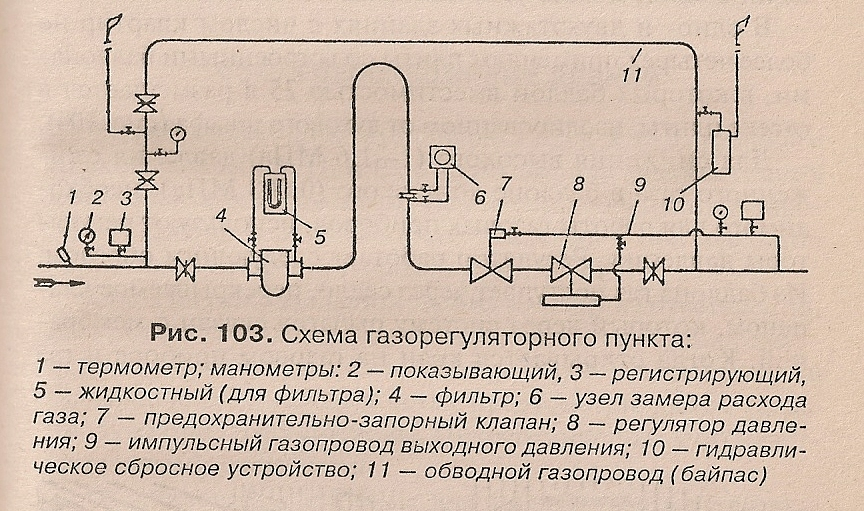 11
1
2
3
4
5
6
7
8
9
10
Рис. 103. Схема газорегуляторного пункта:
1 — термометр; манометры: 2 — показывающий, 3 — регистрирующий,
5 — жидкостный (для фильтра); 4 — фильтр; 6 — узел замера расхода
газа; 7 — предохранительно-запорный клапан; 8 — регулятор давле-
ния; 9 — импульсный газопровод выходного давления; 10 — гидравли-
ческое сбросное устройство; 11 — обводной газопровод (байпас)